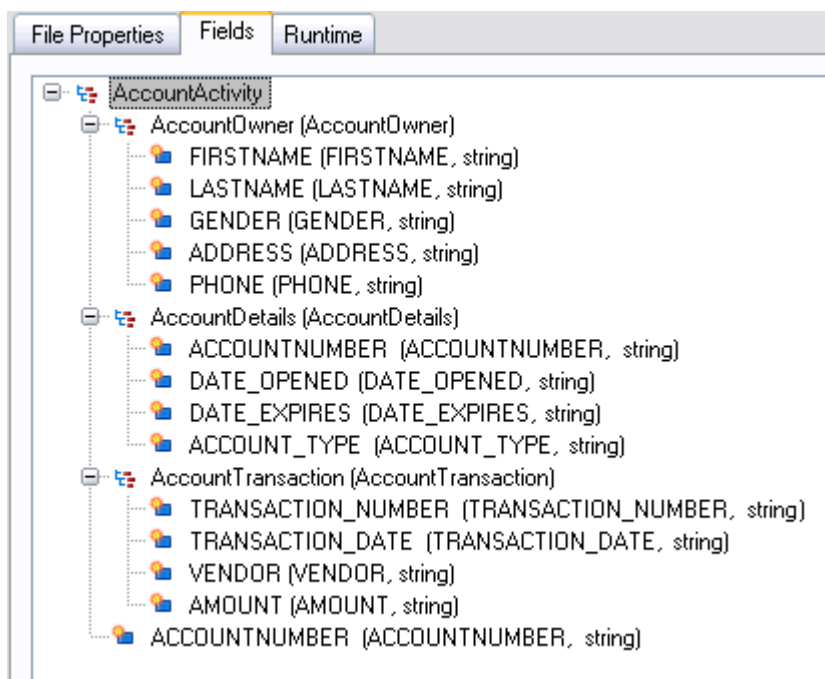 File Properties Fields Runtime
AccountActivity
AccountOwner (AccountOwner)
FIRSTNAME (FIRSTNAME, string)
LASTNAME (LASTNAME, string)
GENDER (GENDER, string)
ADDRESS (ADDRESS, string)
PHONE (PHONE, string)
AccountDetails (AccountDetails)
ACCOUNTNUMBER (ACCOUNTNUMBER, string)
DATE_OPENED (DATE_OPENED, string)
DATE_EXPIRES (DATE_EXPIRES, string)
ACCOUNT_TYPE (ACCOUNT_TYPE, string)
AccountTransaction (AccountTransaction)
TRANSACTION_NUMBER (TRANSACTION_NUMBER, string)
TRANSACTION_DATE (TRANSACTION_DATE, string)
VENDOR (VENDOR, string)
AMOUNT (AMOUNT, string)
ACCOUNTNUMBER (ACCOUNTNUMBER, string)